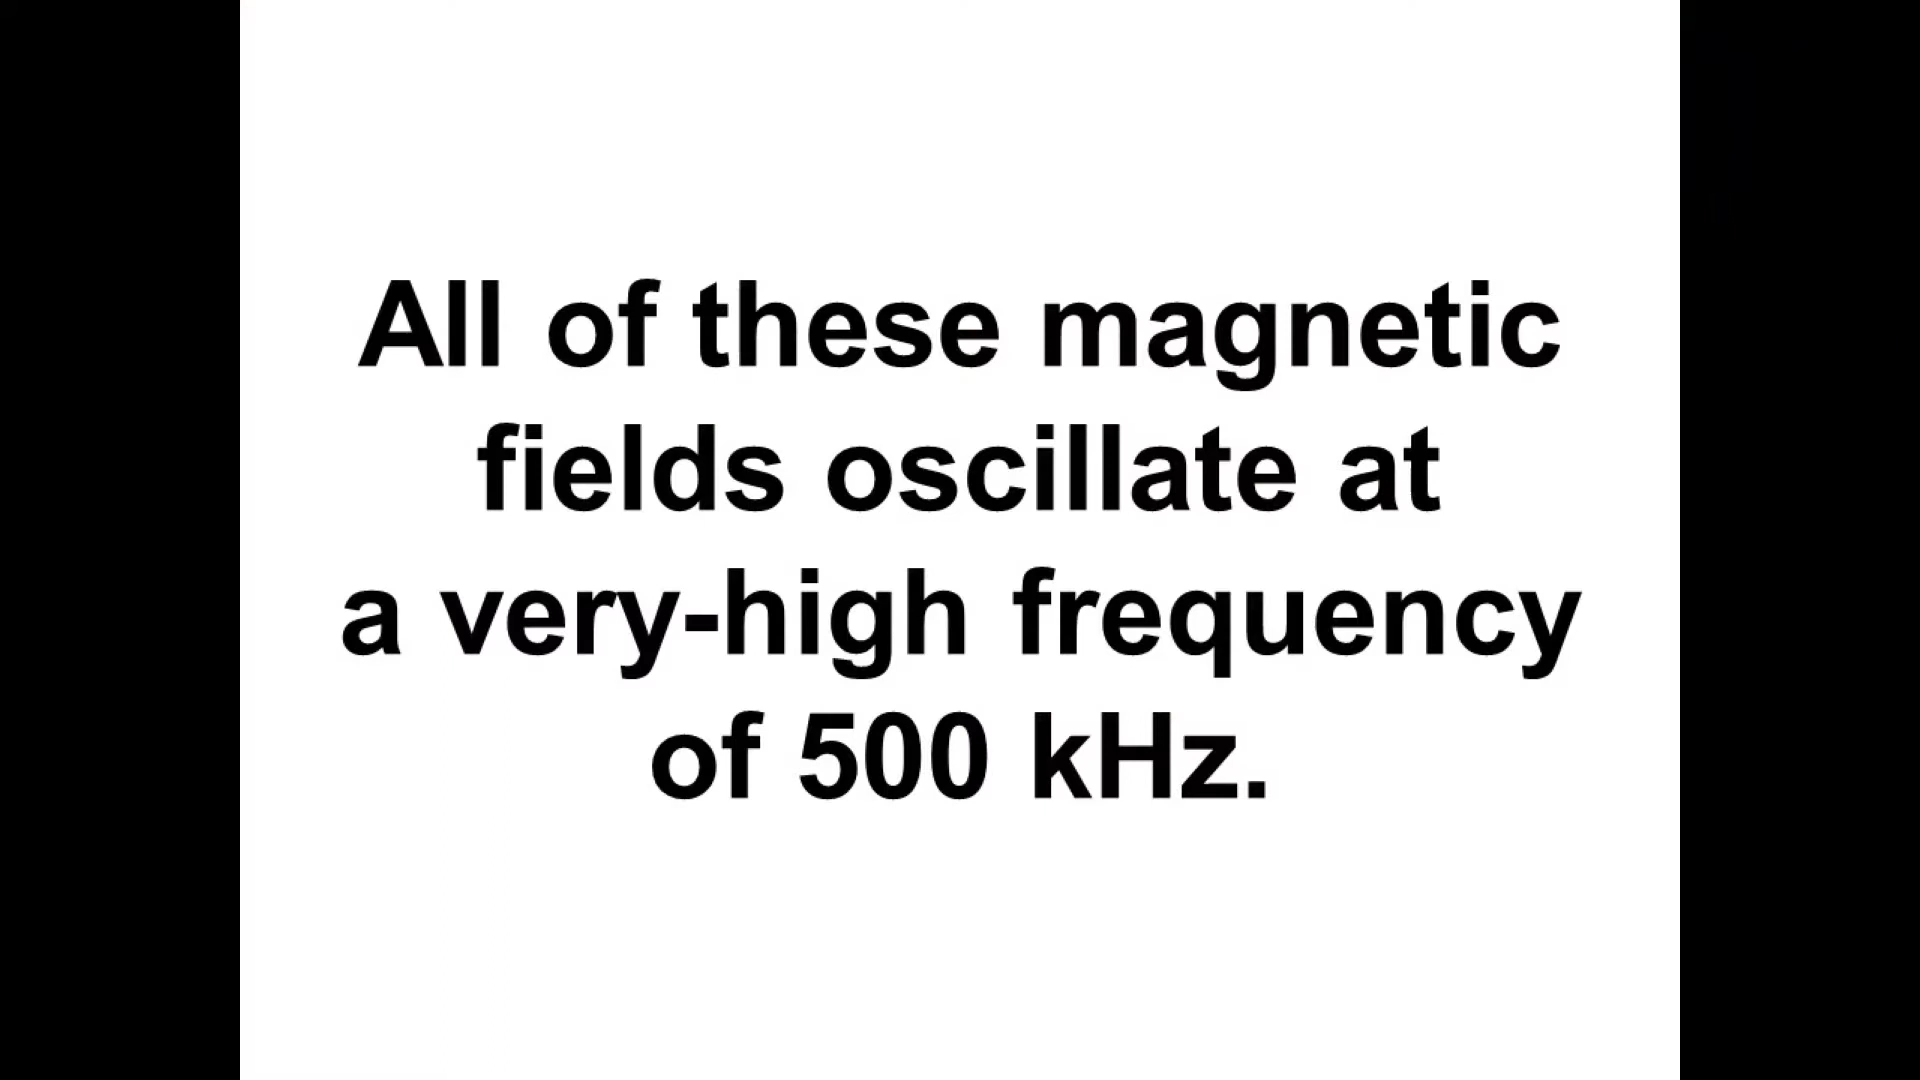 All of these magnetic
fields oscillate at
a very-high frequency
of 500 kHz.